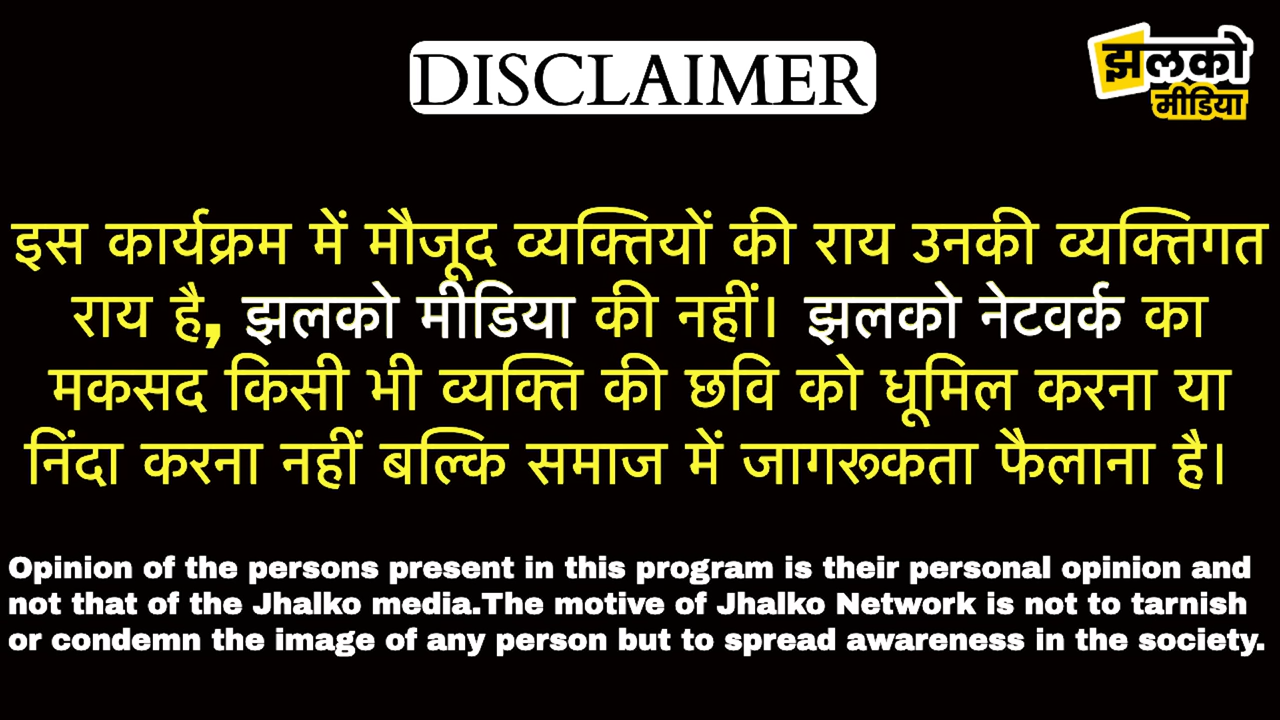 DISCLAIMER
झलको
मीडिया
इस कार्यक्रम में मौजूद व्यक्तियों की राय उनकी व्यक्तिगत
राय है, झलको मीडिया की नहीं। झलको नेटवर्क का
मकसद किसी भी व्यक्ति की छवि को धूमिल करना या
निंदा करना नहीं बल्कि समाज में जागरूकता फैलाना है।
Opinion of the persons present in this program is their personal opinion and
not that of the Jhalko media.The motive of Jhalko Network is not to tarnish
or condemn the image of any person but to spread awareness in the society.